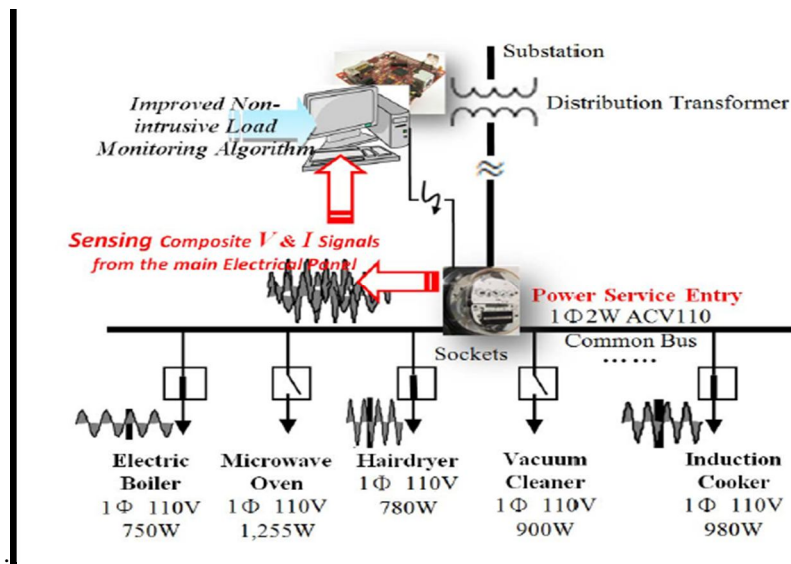 Substation
Distribution Transformer
Improved Non-
intrusive Load
Monitoring Algorithm
Sensing Composite V & I Signals
from the main Electrical Panel
Power Service Entry
1Φ2W ACV110
Common Bus
Sockets
......
Electric
Boiler
1Φ 110V
750W
Microwave
Oven
1Φ 110V
1,255W
Hairdryer
1Φ 110V
780W
Vacuum
Cleaner
1Φ 110V
900W
Induction
Cooker
1Φ 110V
980W